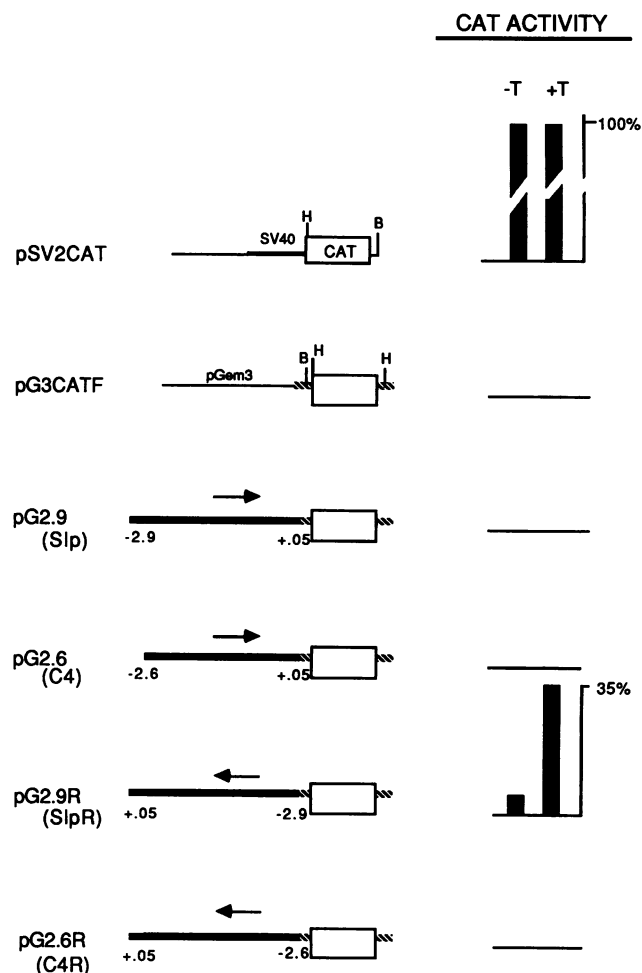 CAT ACTIVITY
-T +T
100%
H
B
SV40
pSV2CAT
CAT
H
B
H
pGem3
pG3CATF
pG2.9
(Slp)
-2.9 +.05
pG2.6
(C4)
-2.6 +.05
35%
pG2.9R
(SlpR)
+.05 -2.9
pG2.6R
(C4R)
+.05 -2.6